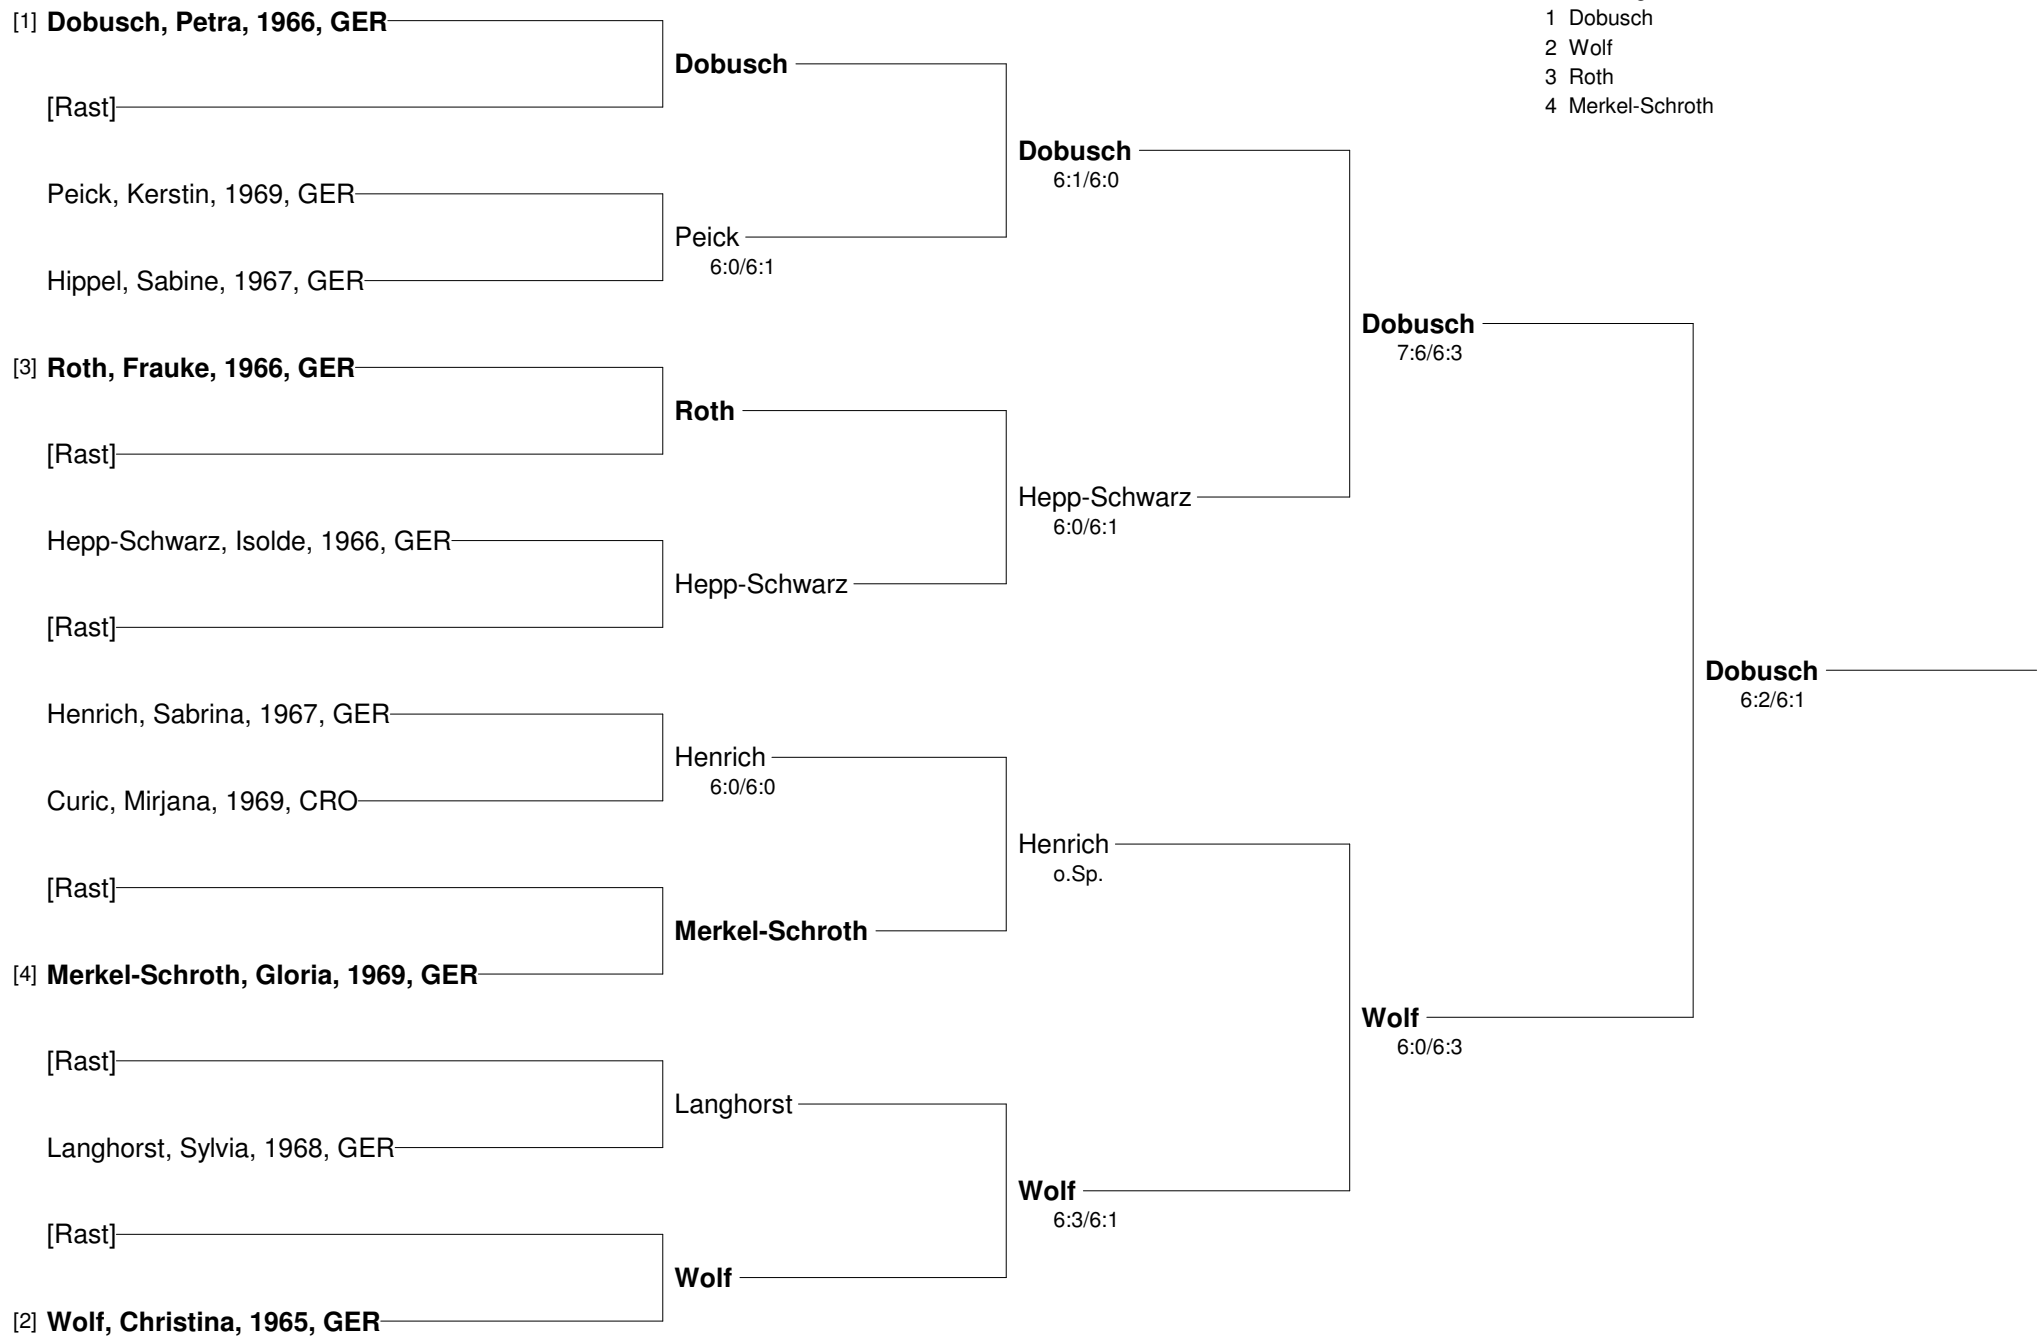 [1] Dobusch, Petra, 1966, GER
[Rast]
Peick, Kerstin, 1969, GER
Hippel, Sabine, 1967, GER
[3] Roth, Frauke, 1966, GER
[Rast]
Hepp-Schwarz, Isolde, 1966, GER
[Rast]
Henrich, Sabrina, 1967, GER
Curic, Mirjana, 1969, CRO
[Rast]
[4] Merkel-Schroth, Gloria, 1969, GER
[Rast]
Langhorst, Sylvia, 1968, GER
[Rast]
[2] Wolf, Christina, 1965, GER
Dobusch
Peick
6:0/6:1
Roth
Hepp-Schwarz
Henrich
6:0/6:0
Merkel-Schroth
Langhorst
Wolf
Dobusch
6:1/6:0
Hepp-Schwarz
6:0/6:1
Henrich
o.Sp.
Wolf
6:3/6:1
Dobusch
7:6/6:3
Wolf
6:0/6:3
Dobusch
6:2/6:1
1 Dobusch
2 Wolf
3 Roth
4 Merkel-Schroth